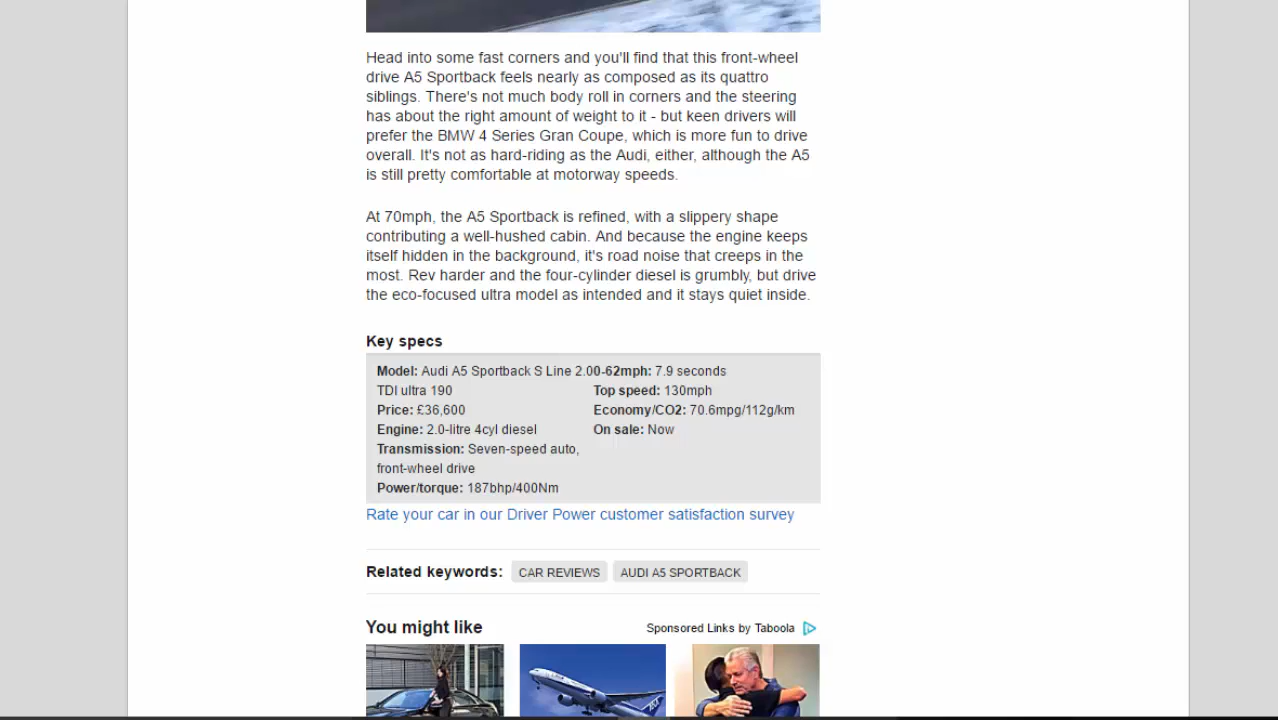 Head into some fast corners and you'll find that this front-wheel
drive A5 Sportback feels nearly as composed as its quattro
siblings. There's not much body roll in corners and the steering
has about the right amount of weight to it - but keen drivers will
prefer the BMW 4 Series Gran Coupe, which is more fun to drive
overall. It's not as hard-riding as the Audi, either, although the A5
is still pretty comfortable at motorway speeds.
At 70mph, the A5 Sportback is refined, with a slippery shape
contributing a well-hushed cabin. And because the engine keeps
itself hidden in the background, it's road noise that creeps in the
most. Rev harder and the four-cylinder diesel is grumbly, but drive
the eco-focused ultra model as intended and it stays quiet inside.
Key specs
Model: Audi A5 Sportback S Line 2.0
TDI ultra 190
Price: £36,600
Engine: 2.0-litre 4cyl diesel
Transmission: Seven-speed auto,
front-wheel drive
Power/torque: 187bhp/400Nm
0-62mph: 7.9 seconds
Top speed: 130mph
Economy/CO2: 70.6mpg/112g/km
On sale: Now
Rate your car in our Driver Power customer satisfaction survey
Related keywords: CAR REVIEWS AUDI A5 SPORTBACK
You might like
Sponsored Links by Taboola